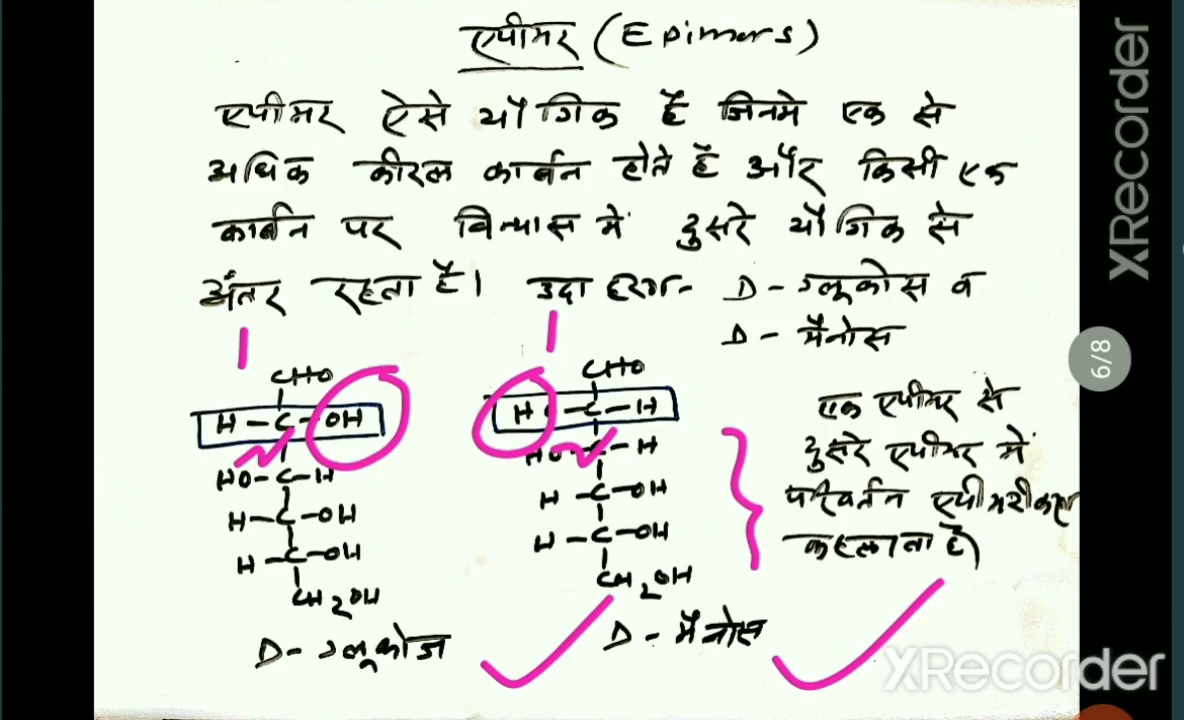 एपीमर (Epimers)
एपीमर ऐसे यौगिक हैं जिनमे एक से
अधिक कीरल कार्बन होते हैं और किसी एक
कार्बन पर विन्यास में दुसरे यौगिक से
अंतर रहता है। उदाहरण- D-ग्लूकोस व
D-मैनोस
CHO
H-C-OH
HO-C-H
H-C-OH
H-C-OH
CH2OH
D-ग्लूकोज
CHO
H C-H
HO-C-H
H-C-OH
H-C-OH
CH2OH
D-मैनोस
एक एपीमर से
दुसरे एपीमर में
परिवर्तन एपीमरीकरण
कहलाता है)
6/8
XRecorder
XRecorder